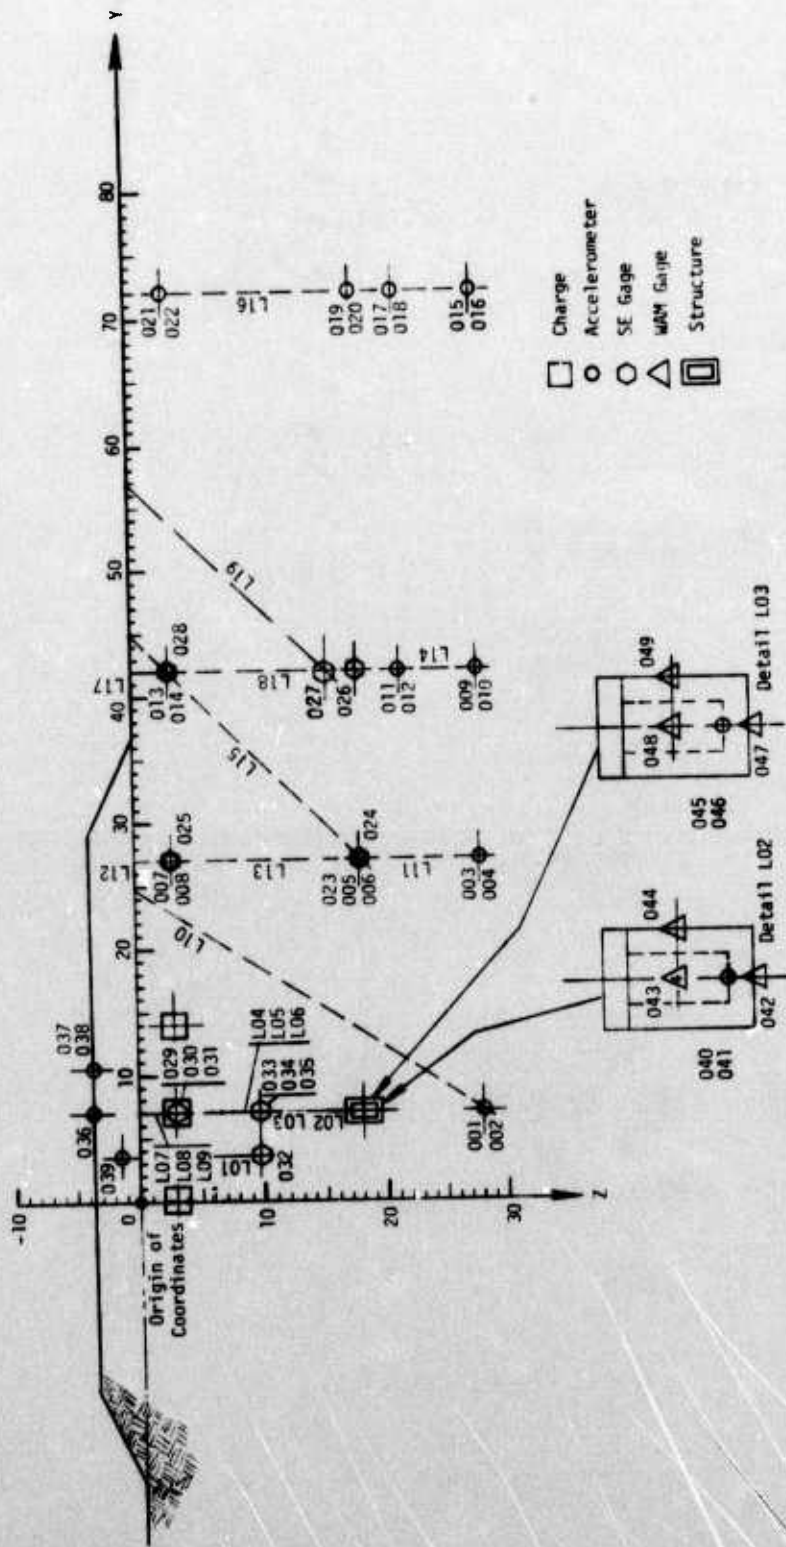 Y
-10
0
10
20
30
40
50
60
70
80
10
20
30
Z
Origin of
Coordinates
039
036
037
038
L07
L08
L09
029
030
031
L01
032
L04
L05
L06
033
034
035
L02 L03
001
002
L10
L12
007
008
025
L13
023
005
006
024
L11
003
004
L15
L17
013
014
028
L18
027
026
011
012
L14
009
010
L19
021
022
L16
019
020
017
018
015
016
Charge
Accelerometer
SE Gage
WAM Gage
Structure
040
041
043
044
042
Detail L02
045
046
048
049
047
Detail L03